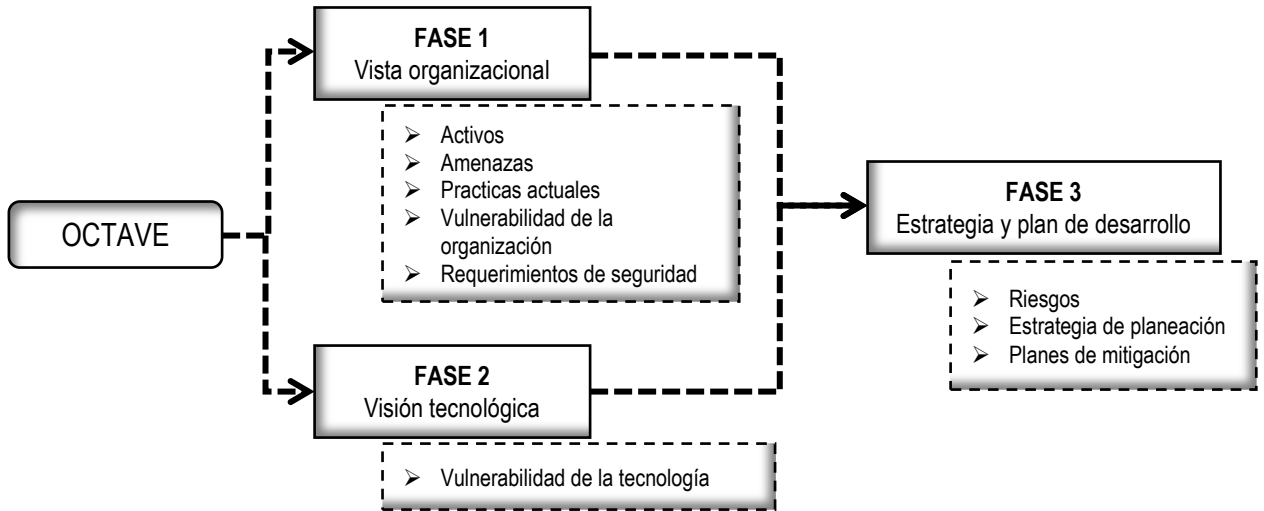 OCTAVE
FASE 1
Vista organizacional
Activos
Amenazas
Practicas actuales
Vulnerabilidad de la
organización
Requerimientos de seguridad
FASE 2
Visión tecnológica
Vulnerabilidad de la tecnología
FASE 3
Estrategia y plan de desarrollo
Riesgos
Estrategia de planeación
Planes de mitigación